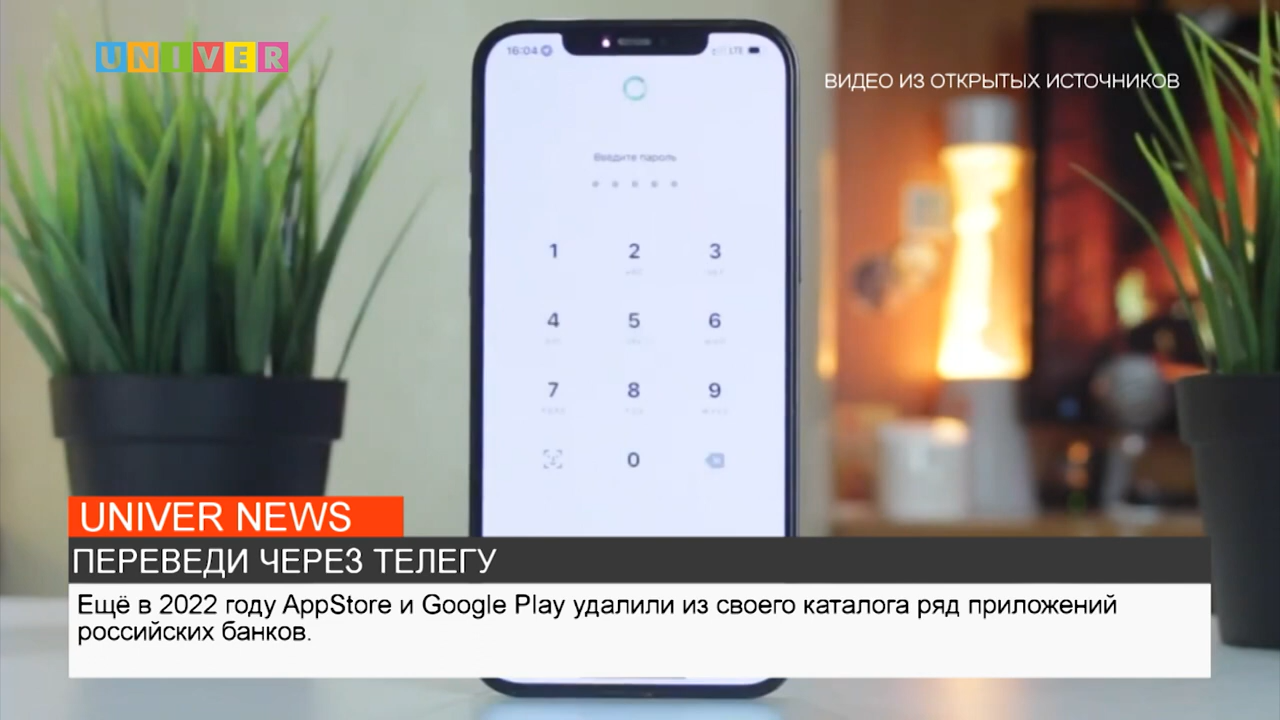 UNIVER
ВИДЕО ИЗ ОТКРЫТЫХ ИСТОЧНИКОВ
16:04
LTE
Введите пароль
1 2 3
4 5 6
7 8 9
0
UNIVER NEWS
ПЕРЕВЕДИ ЧЕРЕЗ ТЕЛЕГУ
Ещё в 2022 году AppStore и Google Play удалили из своего каталога ряд приложений
российских банков.